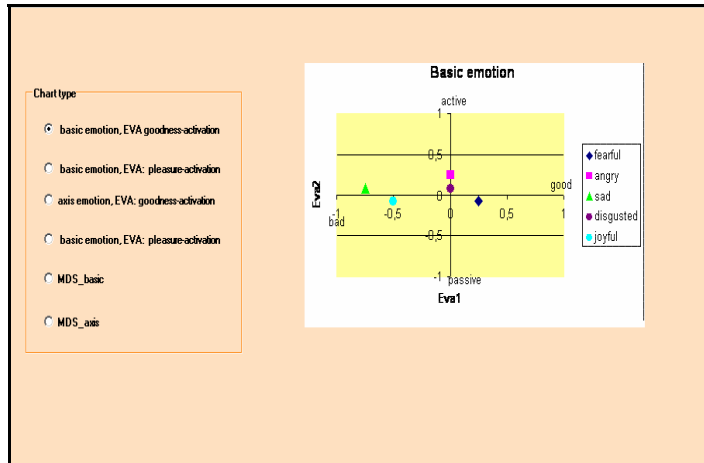 Chart type
basic emotion, EVA goodness-activation
basic emotion, EVA: pleasure-activation
axis emotion, EVA: goodness-activation
basic emotion, EVA: pleasure-activation
MDS_basic
MDS_axis
Basic emotion
active
1
0,5
0
-0,5
-1
-1
-0,5
0
0,5
1
good
bad
passive
Eva2
Eva1
fearful
angry
sad
disgusted
joyful